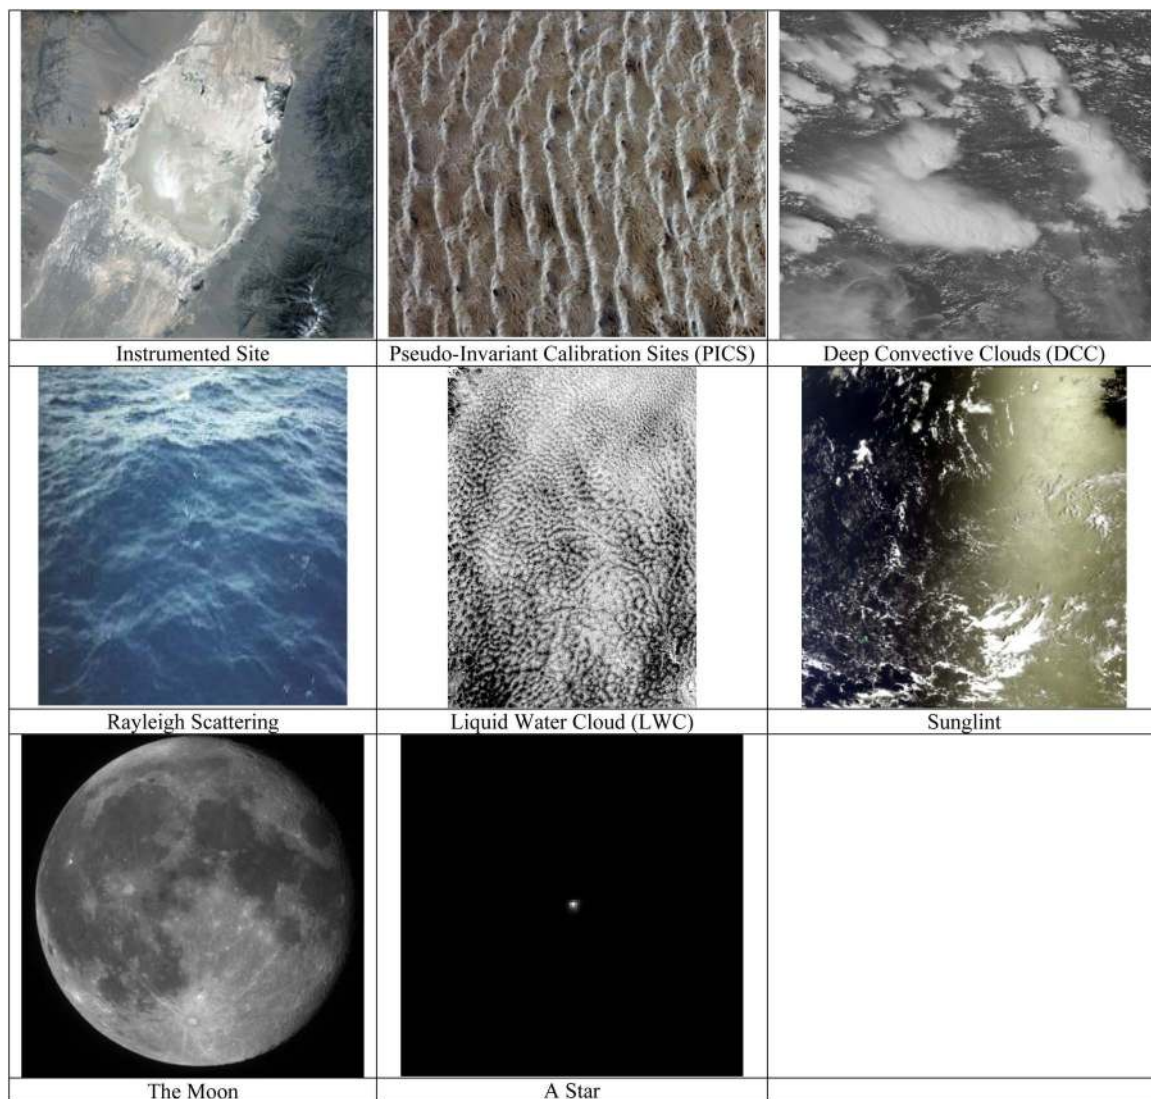 Instrumented Site
Pseudo-Invariant Calibration Sites (PICS)
Deep Convective Clouds (DCC)
Rayleigh Scattering
Liquid Water Cloud (LWC)
Sunglint
The Moon
A Star